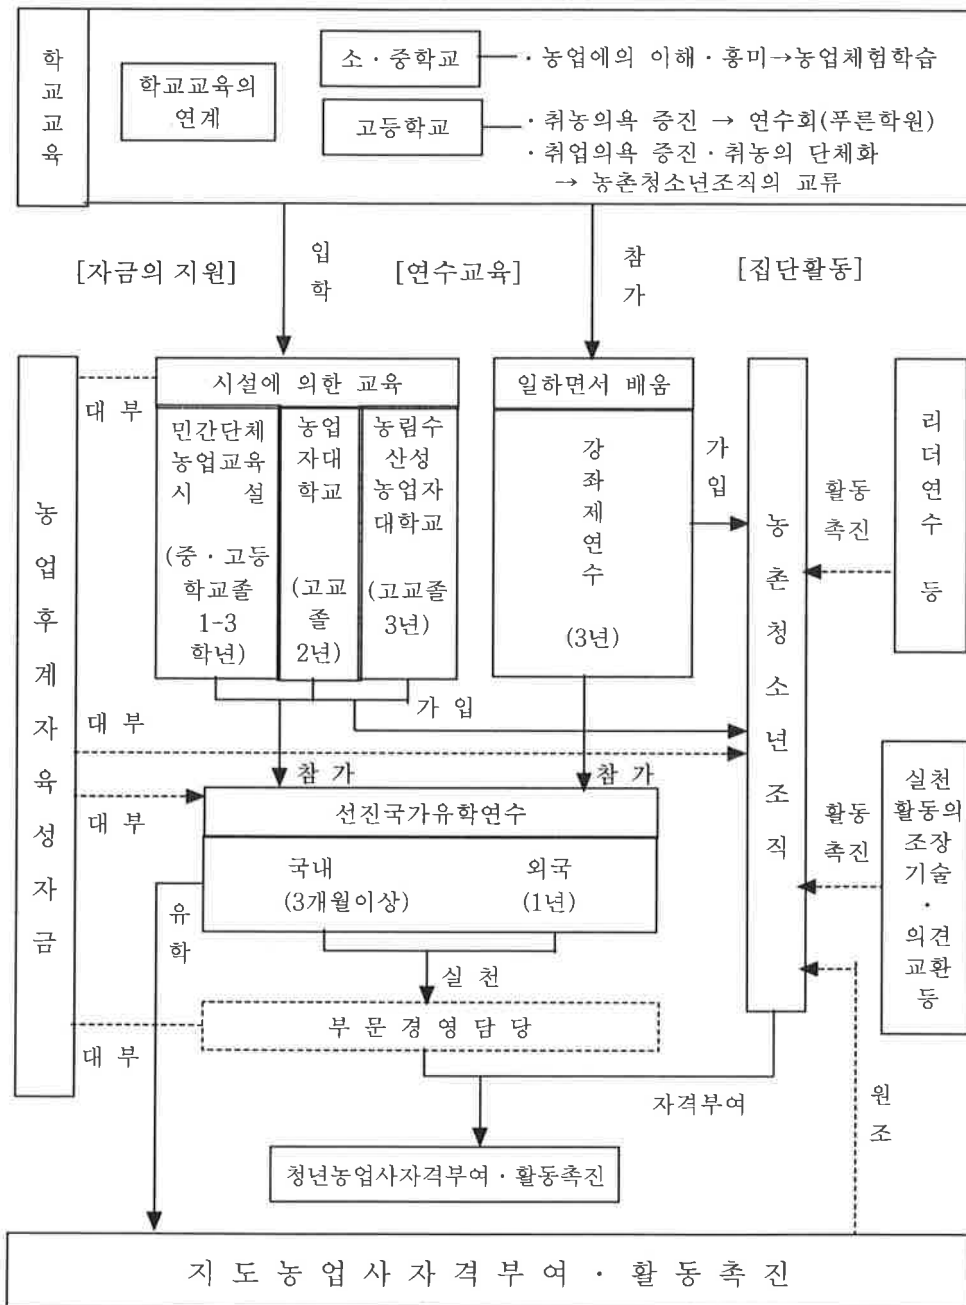 학교교육
학교교육의
연계
소 · 중학교
· 농업에의 이해 · 흥미→농업체험학습
고등학교
· 취농의욕 증진 → 연수회(푸른학원)
· 취업의욕 증진 · 취농의 단체화
→ 농촌청소년조직의 교류
[자금의 지원]
입학
[연수교육]
참가
[집단활동]
농업후계자육성자금
대부
시설에 의한 교육
민간단체
농업교육
시 설
(중 · 고등
학교졸
1-3
학년)
농업
자대
학교
(고교
졸
2년)
농림수
산성
농업자
대학교
(고교졸
3년)
일하면서 배움
강좌제연수
(3년)
가입
농촌청소년조직
활동
촉진
리더연수 등
가 입
대 부
참 가
참 가
대 부
선진국가유학연수
국내
(3개월이상)
외국
(1년)
유학
실 천
활동
촉진
실천
활동의
조장
기술
·
의견
교환
등
부 문 경 영 담 당
대 부
자격부여
원조
청년농업사자격부여 · 활동촉진
지 도 농 업 사 자 격 부 여 · 활 동 촉 진